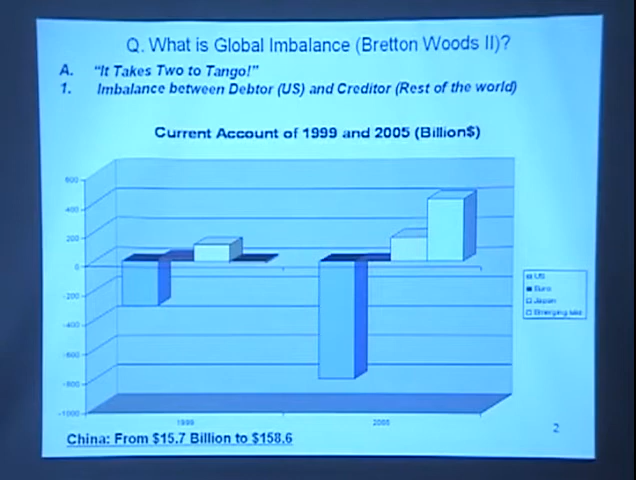 Q. What is Global Imbalance (Bretton Woods II)?
A. "It Takes Two to Tango!"
1. Imbalance between Debtor (US) and Creditor (Rest of the world)
Current Account of 1999 and 2005 (Billion$)
600
400
200
0
-200
-400
-600
-800
-1000
1999
2005
US
Euro
Japan
Emerging
China: From $15.7 Billion to $158.6
2